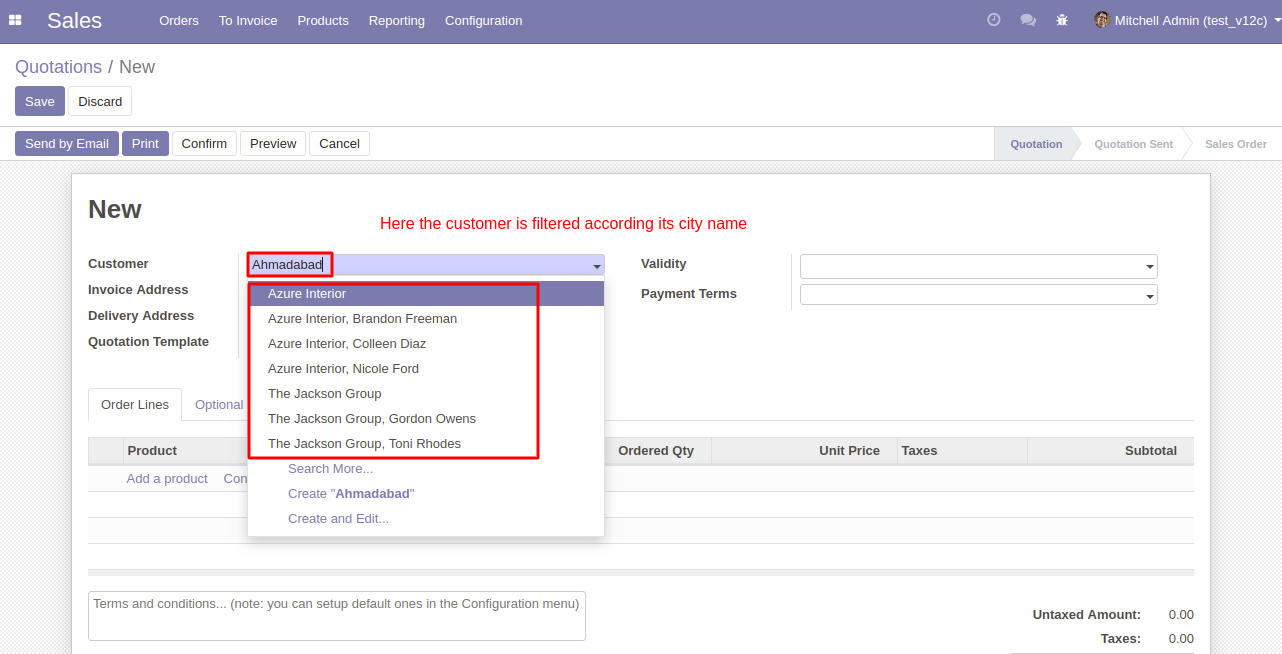 Sales Orders To Invoice Products Reporting Configuration Mitchell Admin (test_v12c)
Quotations / New
Save Discard
Send by Email Print Confirm Preview Cancel Quotation Quotation Sent Sales Order
New
Here the customer is filtered according its city name
Customer Ahmadabad Validity
Invoice Address Azure Interior Payment Terms
Delivery Address Azure Interior, Brandon Freeman
Quotation Template Azure Interior, Colleen Diaz
Azure Interior, Nicole Ford
The Jackson Group
Order Lines Optional
The Jackson Group, Gordon Owens
The Jackson Group, Toni Rhodes
Product Ordered Qty Unit Price Taxes Subtotal
Search More...
Add a product Con
Create "Ahmadabad"
Create and Edit...
Terms and conditions... (note: you can setup default ones in the Configuration menu)
Untaxed Amount: 0.00
Taxes: 0.00